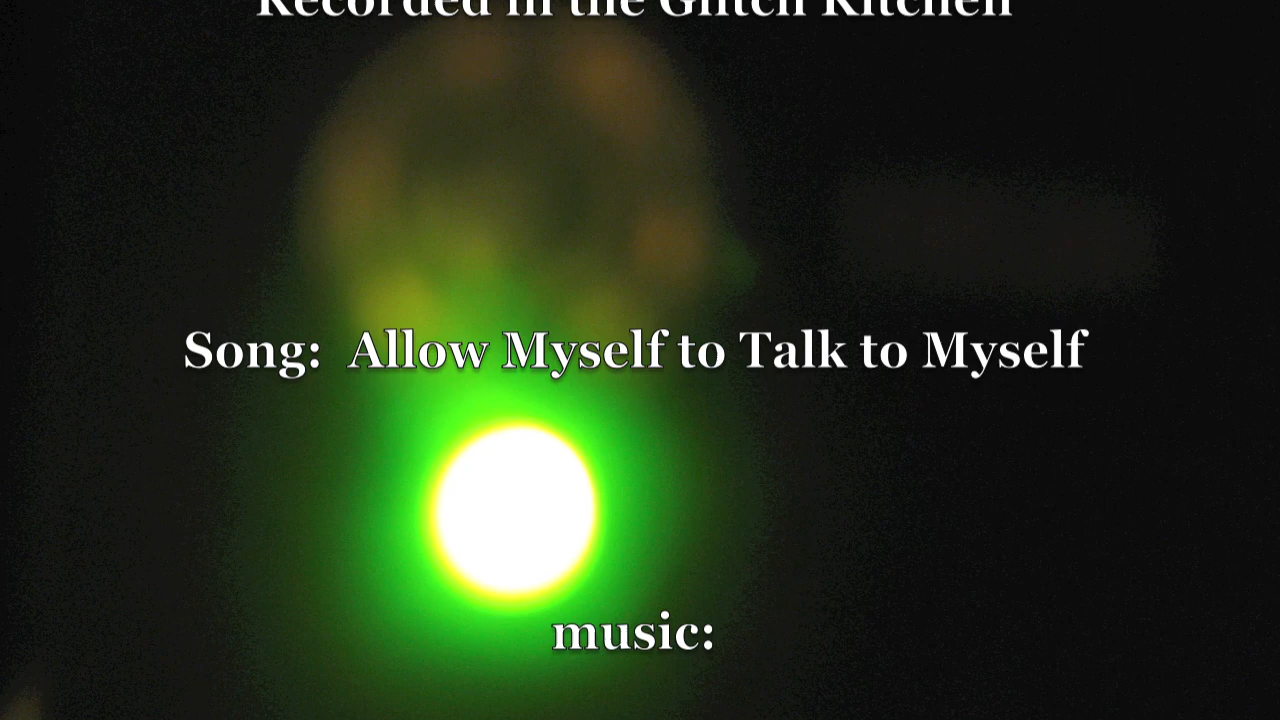 Recorded in the Glitch Kitchen
Song: Allow Myself to Talk to Myself
music: